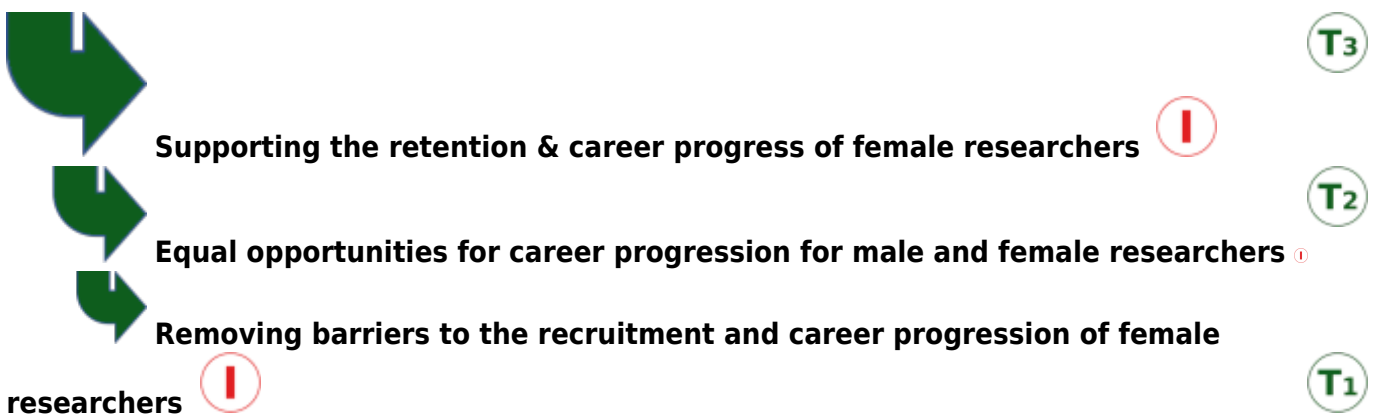 T3
Supporting the retention & career progress of female researchers I
T2
Equal opportunities for career progression for male and female researchers I
Removing barriers to the recruitment and career progression of female
researchers I T1